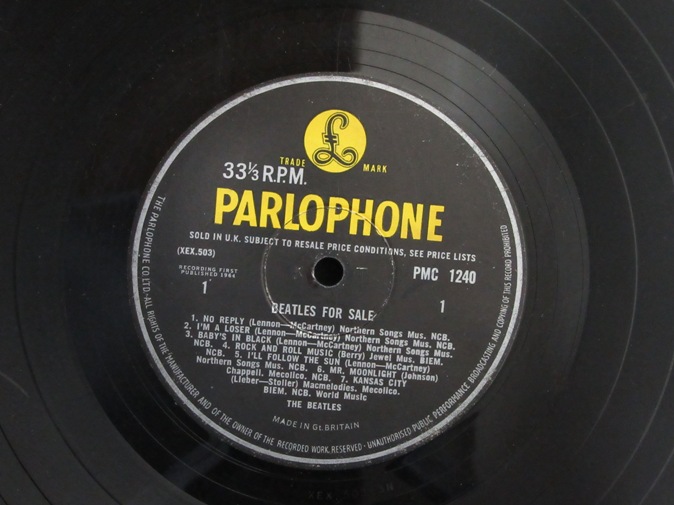 £
TRADE MARK
33⅓ R.P.M.
PARLOPHONE
SOLD IN U.K. SUBJECT TO RESALE PRICE CONDITIONS, SEE PRICE LISTS
(XEX.503)
PMC 1240
RECORDING FIRST
PUBLISHED 1964
1
1
BEATLES FOR SALE
1. NO REPLY (Lennon—McCartney) Northern Songs Mus. NCB.
2. I'M A LOSER (Lennon—McCartney) Northern Songs Mus. NCB.
3. BABY'S IN BLACK (Lennon—McCartney) Northern Songs Mus.
NCB. 4. ROCK AND ROLL MUSIC (Berry) Jewel Mus. BIEM.
NCB. 5. I'LL FOLLOW THE SUN (Lennon—McCartney)
Northern Songs Mus. NCB. 6. MR. MOONLIGHT (Johnson)
Chappell. Mecolico. NCB. 7. KANSAS CITY
(Lieber—Stoller) Macmelodies. Mecolico.
BIEM. NCB. World Music
THE BEATLES
MADE IN Gt. BRITAIN
THE PARLOPHONE CO. LTD.—ALL RIGHTS OF THE MANUFACTURER AND OF THE OWNER OF THE RECORDED WORK RESERVED · UNAUTHORISED PUBLIC PERFORMANCE BROADCASTING AND COPYING OF THIS RECORD PROHIBITED